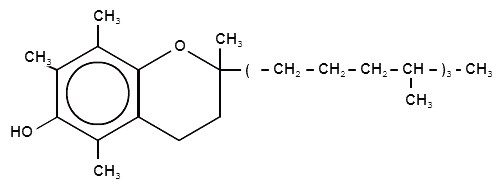 CH₃
O
CH₃
CH₃
( – CH₂ – CH₂ – CH₂ – CH – )₃ – CH₃
CH₃
HO
CH₃